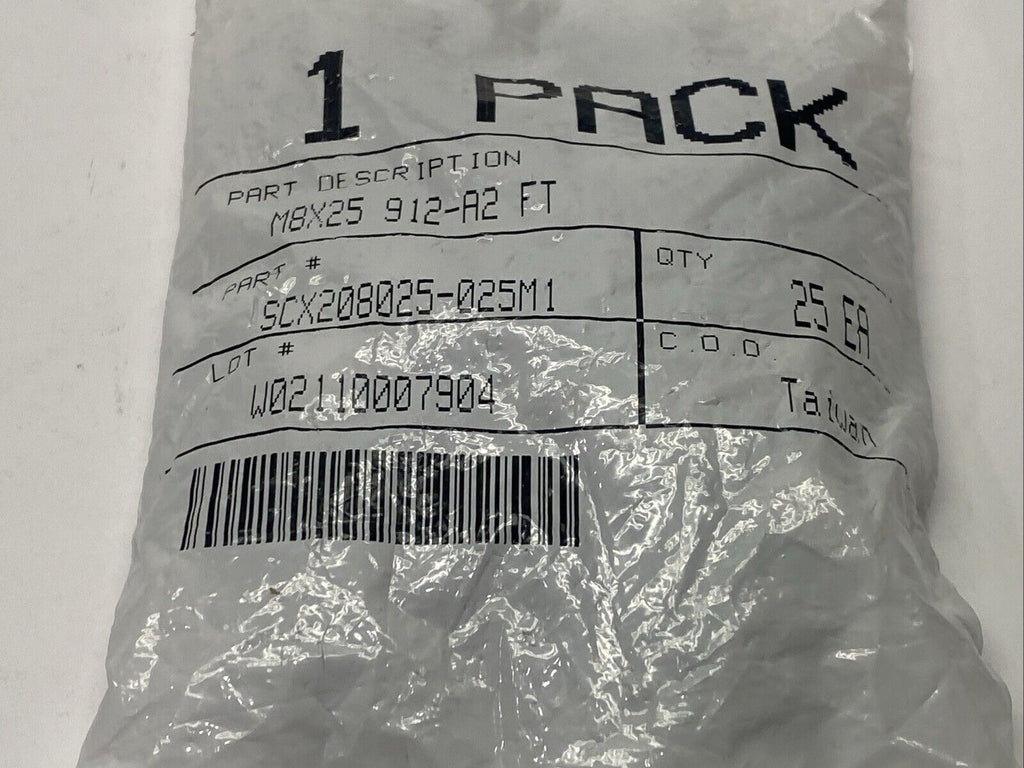 1 PACK
PART DESCRIPTION
M8X25 912-A2 FT
PART #
SCX208025-025M1
QTY
25 EA
LOT #
W02110007904
C.O.O.
Taiwan